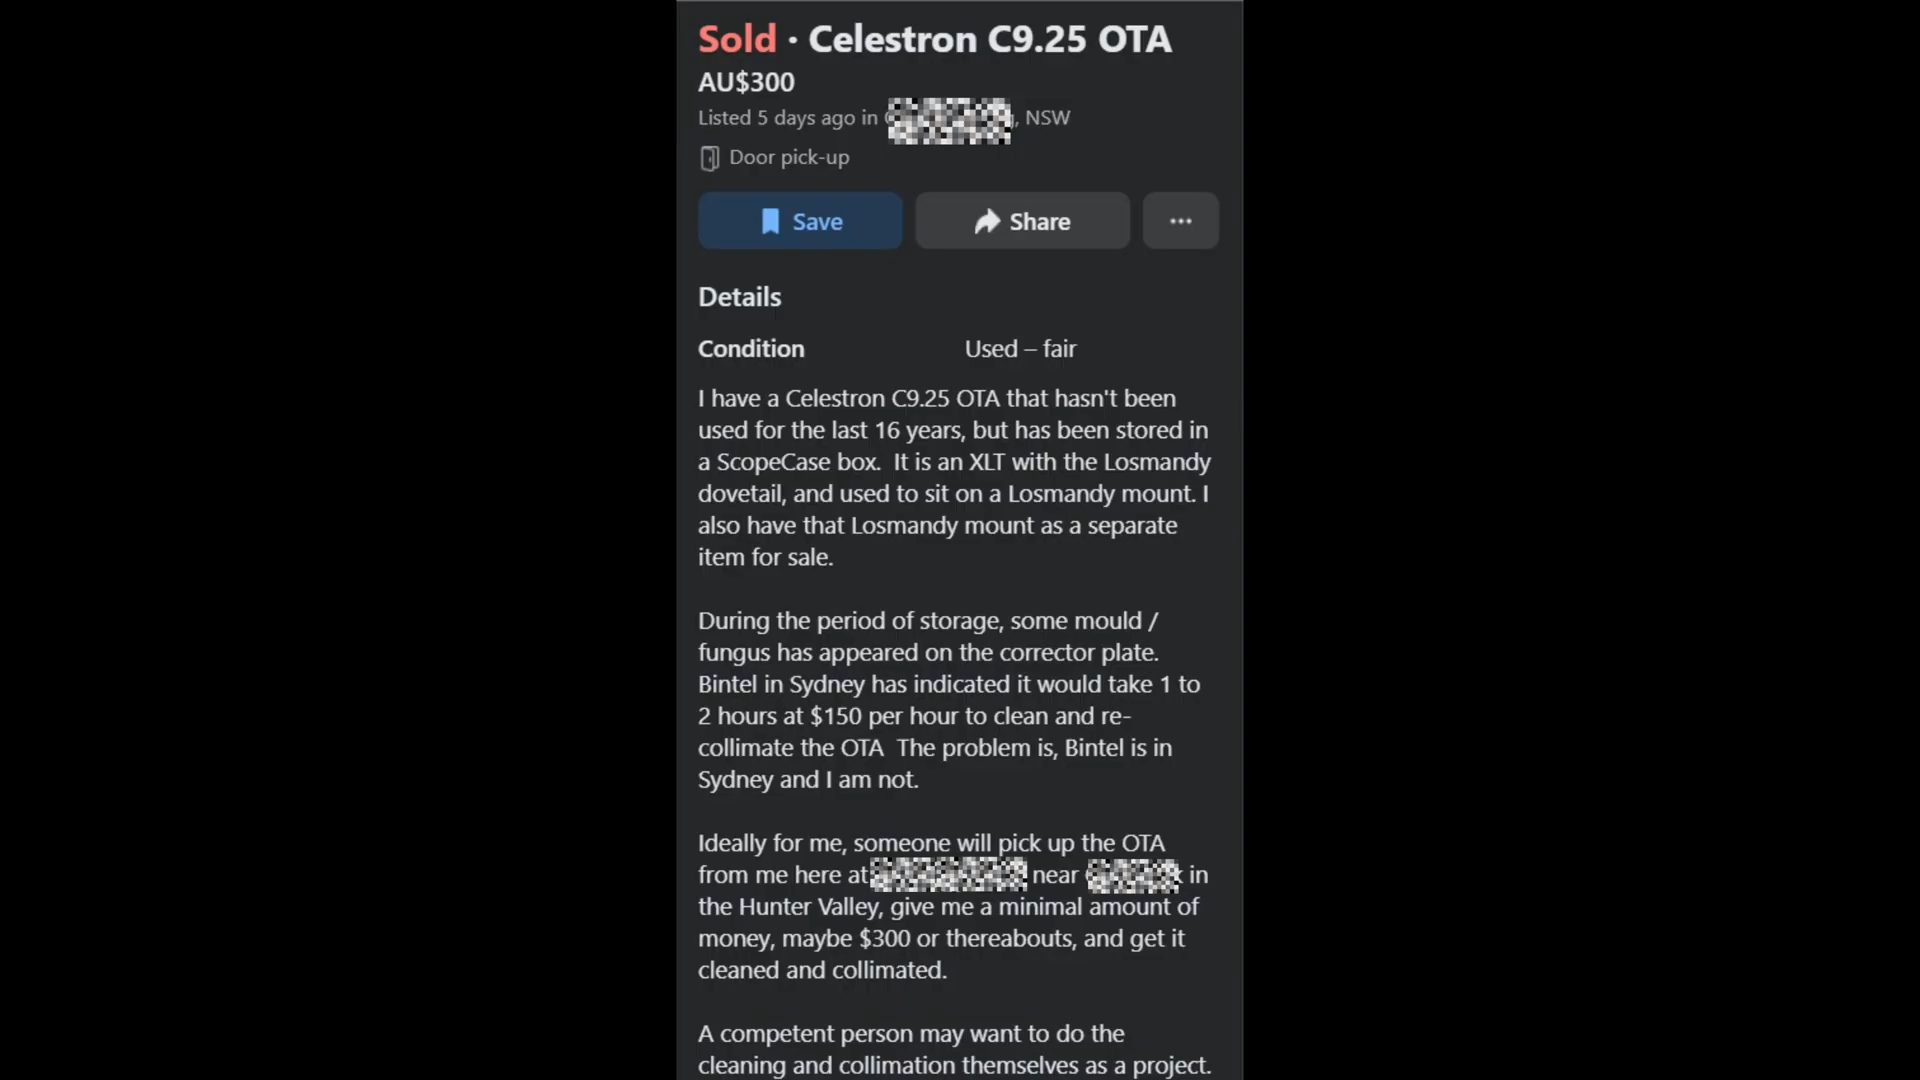 Sold · Celestron C9.25 OTA
AU$300
Listed 5 days ago in , NSW
Door pick-up
Save
Share
Details
Condition Used – fair
I have a Celestron C9.25 OTA that hasn't been
used for the last 16 years, but has been stored in
a ScopeCase box.  It is an XLT with the Losmandy
dovetail, and used to sit on a Losmandy mount. I
also have that Losmandy mount as a separate
item for sale.
During the period of storage, some mould /
fungus has appeared on the corrector plate.
Bintel in Sydney has indicated it would take 1 to
2 hours at $150 per hour to clean and re-
collimate the OTA  The problem is, Bintel is in
Sydney and I am not.
Ideally for me, someone will pick up the OTA
from me here at near in
the Hunter Valley, give me a minimal amount of
money, maybe $300 or thereabouts, and get it
cleaned and collimated.
A competent person may want to do the
cleaning and collimation themselves as a project.